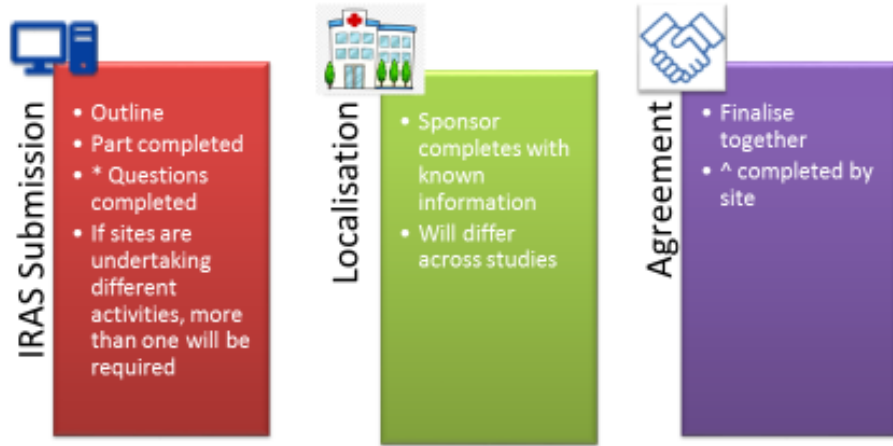 IRAS Submission
• Outline
• Part completed
• * Questions
completed
• If sites are
undertaking
different
activities, more
than one will be
required
Localisation
• Sponsor
completes with
known
information
• Will differ
across studies
Agreement
• Finalise
together
• ^ completed by
site